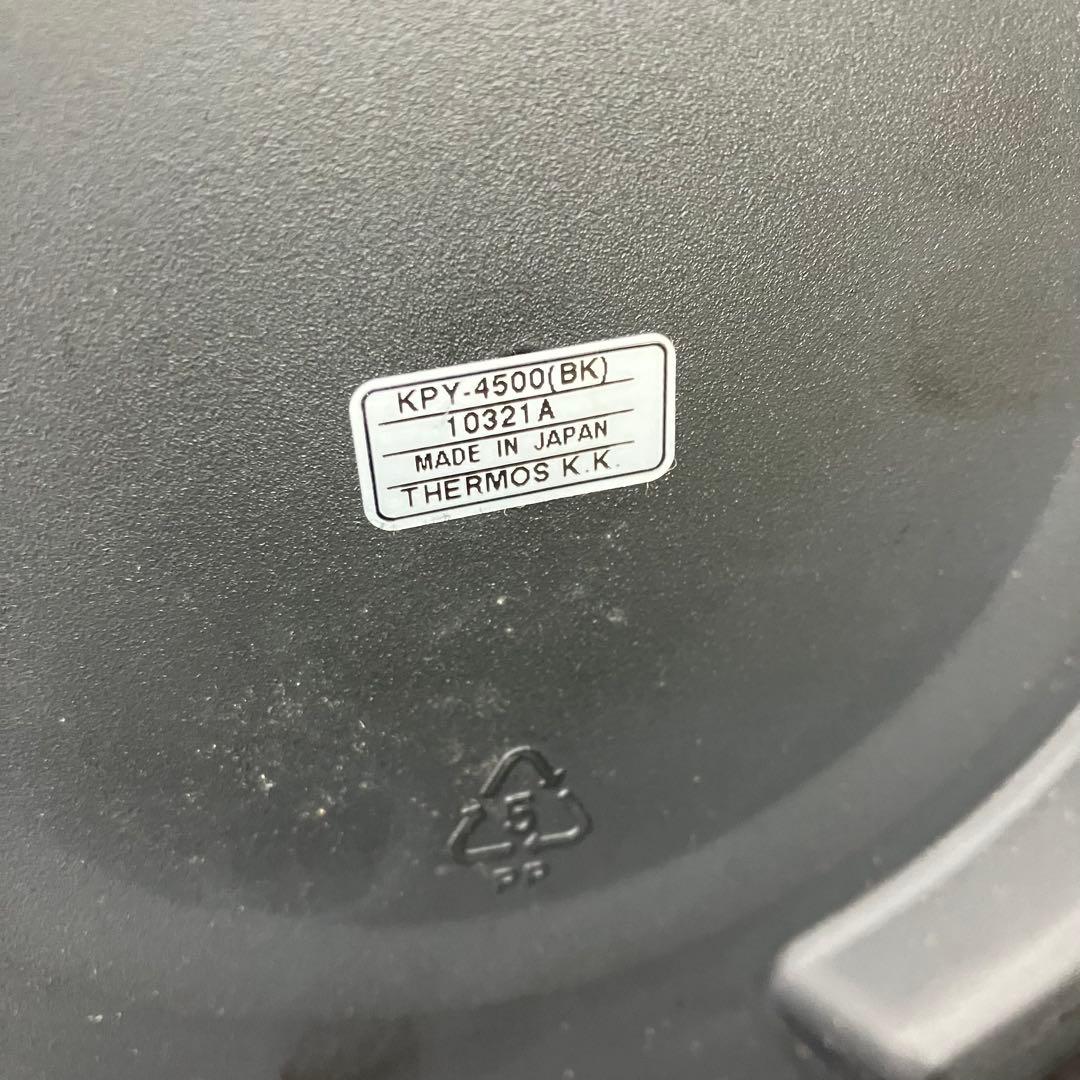 KPY-4500(BK)
10321A
MADE IN JAPAN
THERMOS K.K.
5
PP